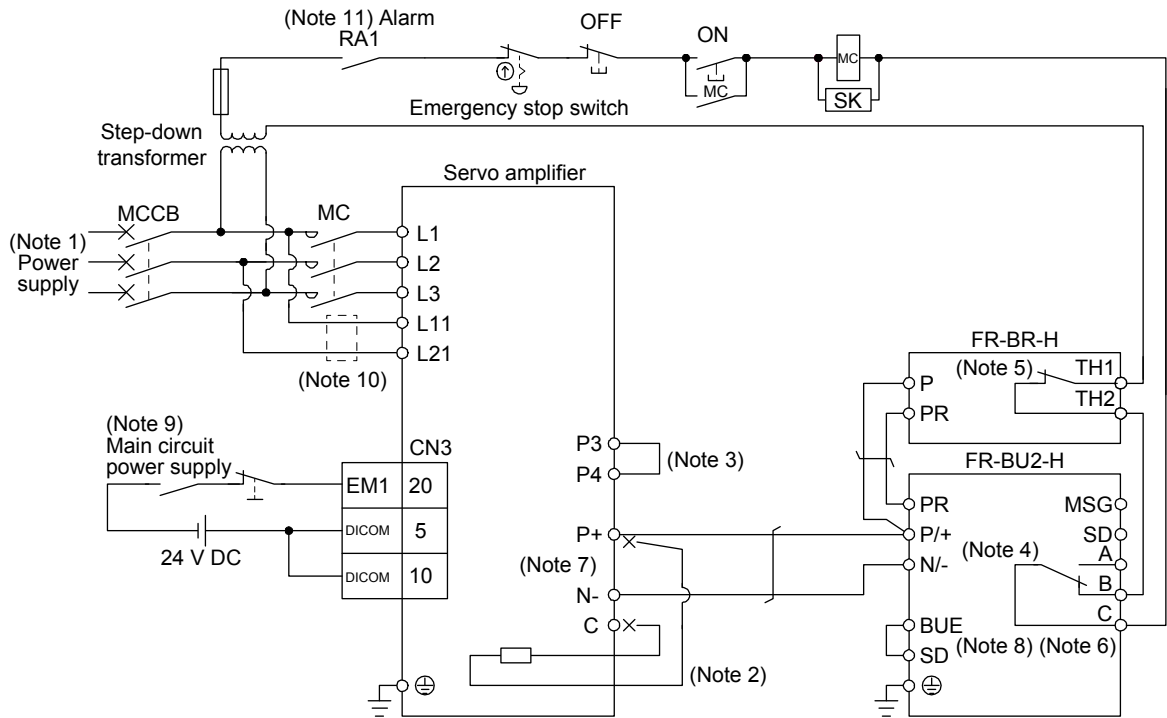 (Note 11) Alarm
RA1
OFF
ON
MC
MC
SK
Emergency stop switch
Step-down
transformer
Servo amplifier
MCCB
MC
(Note 1)
Power
supply
L1
L2
L3
L11
L21
(Note 10)
FR-BR-H
(Note 5)
TH1
P
TH2
PR
(Note 9)
Main circuit
power supply
CN3
EM1
20
DICOM
5
DICOM
10
24 V DC
P3
P4
(Note 3)
FR-BU2-H
PR
MSG
P+
P/+
SD
(Note 4)
A
(Note 7)
N/-
B
N-
C
C
BUE
(Note 8)
(Note 6)
SD
(Note 2)